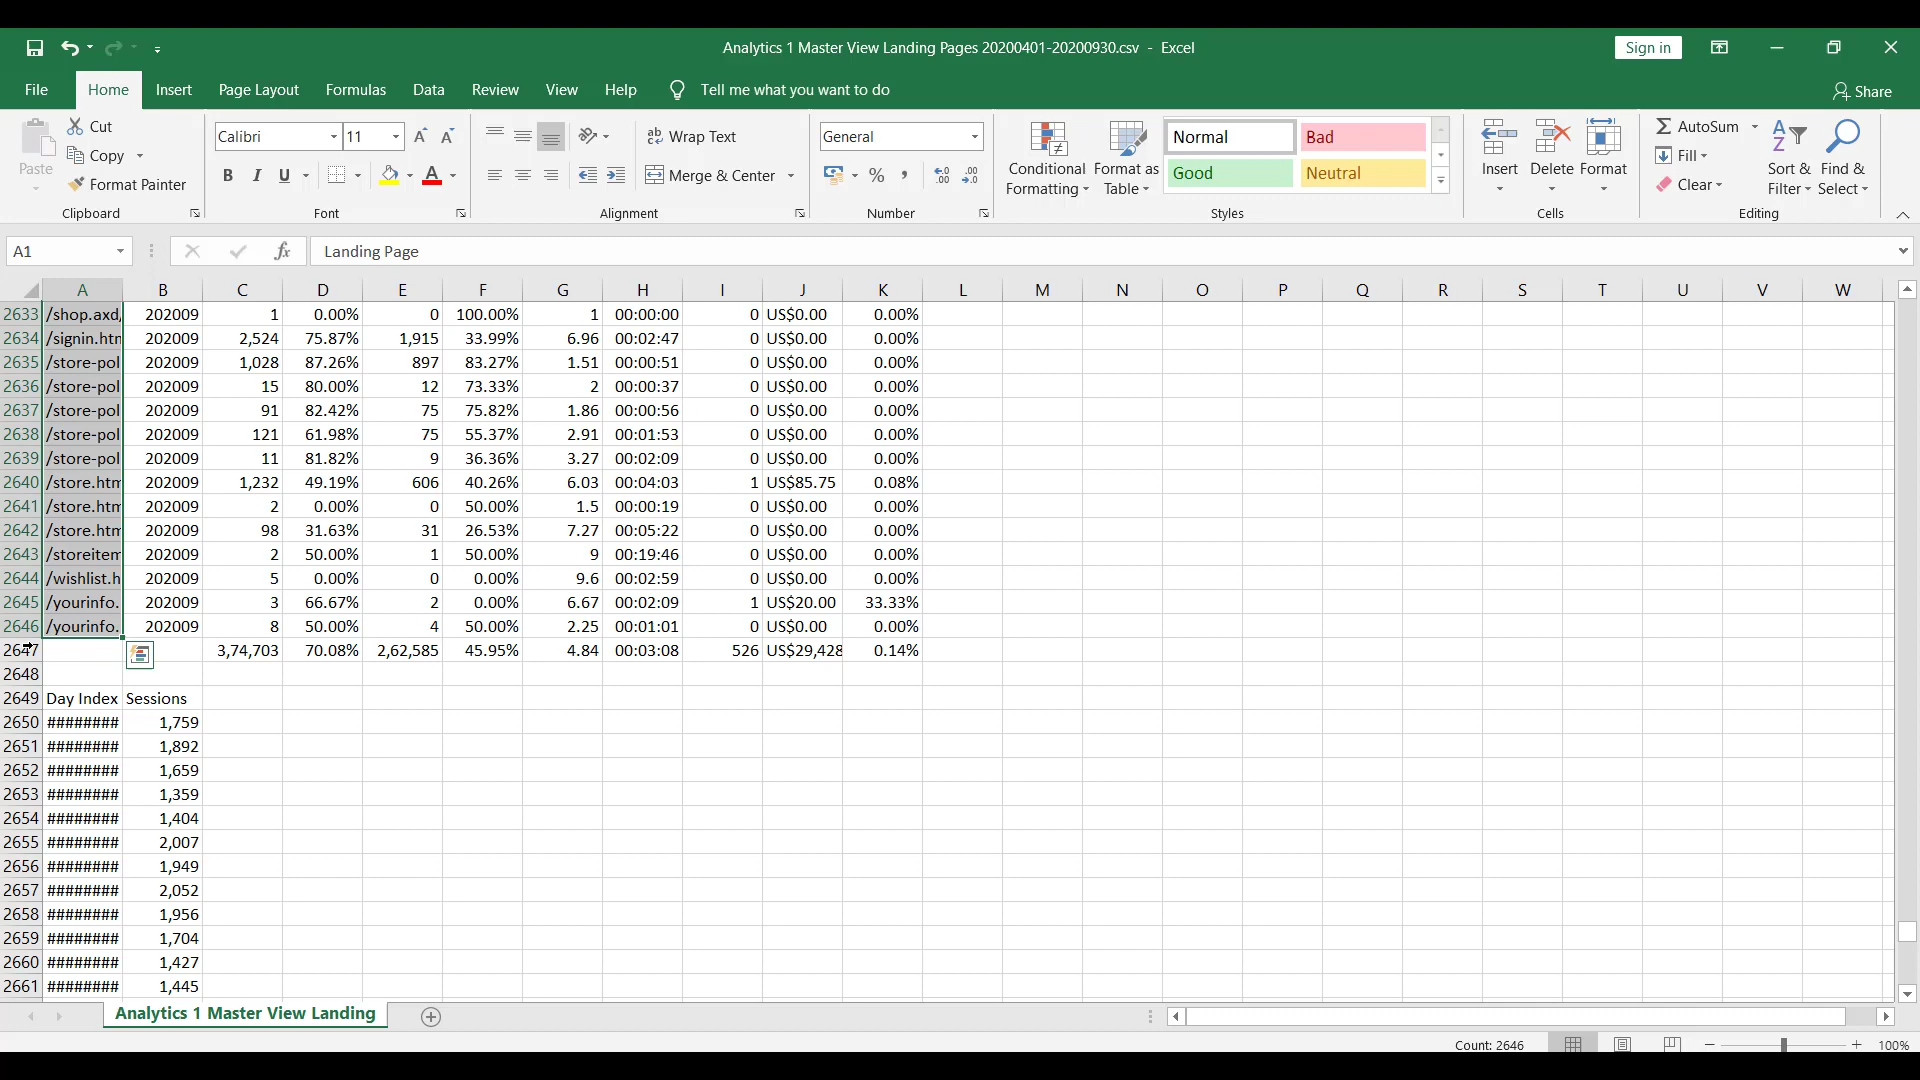 Analytics 1 Master View Landing Pages 20200401-20200930.csv - Excel
Sign in
File Home Insert Page Layout Formulas Data Review View Help Tell me what you want to do Share
Paste Cut Copy Format Painter Clipboard
Calibri 11 B I U A Font
Wrap Text Merge & Center Alignment
General % , Number
Conditional Formatting Format as Table Normal Bad Good Neutral Styles
Insert Delete Format Cells
AutoSum Fill Clear Sort & Filter Find & Select Editing
A1 fx Landing Page
A B C D E F G H I J K L M N O P Q R S T U V W
2633 /shop.axd, 202009 1 0.00% 0 100.00% 1 00:00:00 0 US$0.00 0.00%
2634 /signin.htn 202009 2,524 75.87% 1,915 33.99% 6.96 00:02:47 0 US$0.00 0.00%
2635 /store-pol 202009 1,028 87.26% 897 83.27% 1.51 00:00:51 0 US$0.00 0.00%
2636 /store-pol 202009 15 80.00% 12 73.33% 2 00:00:37 0 US$0.00 0.00%
2637 /store-pol 202009 91 82.42% 75 75.82% 1.86 00:00:56 0 US$0.00 0.00%
2638 /store-pol 202009 121 61.98% 75 55.37% 2.91 00:01:53 0 US$0.00 0.00%
2639 /store-pol 202009 11 81.82% 9 36.36% 3.27 00:02:09 0 US$0.00 0.00%
2640 /store.htm 202009 1,232 49.19% 606 40.26% 6.03 00:04:03 1 US$85.75 0.08%
2641 /store.htm 202009 2 0.00% 0 50.00% 1.5 00:00:19 0 US$0.00 0.00%
2642 /store.htm 202009 98 31.63% 31 26.53% 7.27 00:05:22 0 US$0.00 0.00%
2643 /storeitem 202009 2 50.00% 1 50.00% 9 00:19:46 0 US$0.00 0.00%
2644 /wishlist.h 202009 5 0.00% 0 0.00% 9.6 00:02:59 0 US$0.00 0.00%
2645 /yourinfo. 202009 3 66.67% 2 0.00% 6.67 00:02:09 1 US$20.00 33.33%
2646 /yourinfo. 202009 8 50.00% 4 50.00% 2.25 00:01:01 0 US$0.00 0.00%
2647 3,74,703 70.08% 2,62,585 45.95% 4.84 00:03:08 526 US$29,428 0.14%
2648
2649 Day Index Sessions
2650 ######## 1,759
2651 ######## 1,892
2652 ######## 1,659
2653 ######## 1,359
2654 ######## 1,404
2655 ######## 2,007
2656 ######## 1,949
2657 ######## 2,052
2658 ######## 1,956
2659 ######## 1,704
2660 ######## 1,427
2661 ######## 1,445
Analytics 1 Master View Landing
Count: 2646 100%